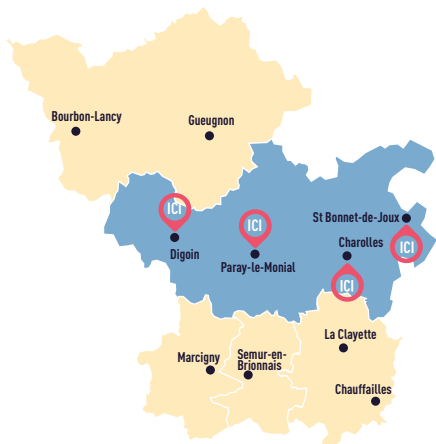 Bourbon-Lancy
Gueugnon
ICI
ICI
St Bonnet-de-Joux
Charolles
ICI
Digoin
Paray-le-Monial
ICI
La Clayette
Marcigny
Semur-en-
Brionnais
Chauffailles